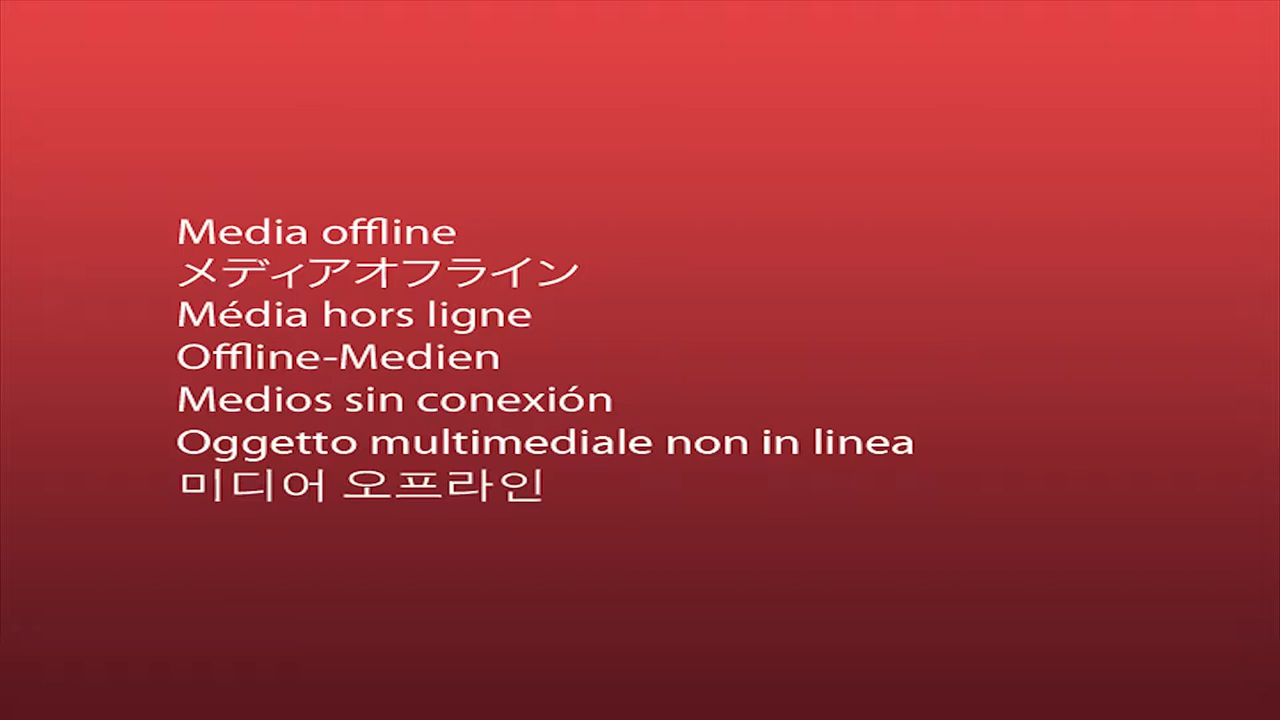 Media offline
メディアオフライン
Média hors ligne
Offline-Medien
Medios sin conexión
Oggetto multimediale non in linea
미디어 오프라인